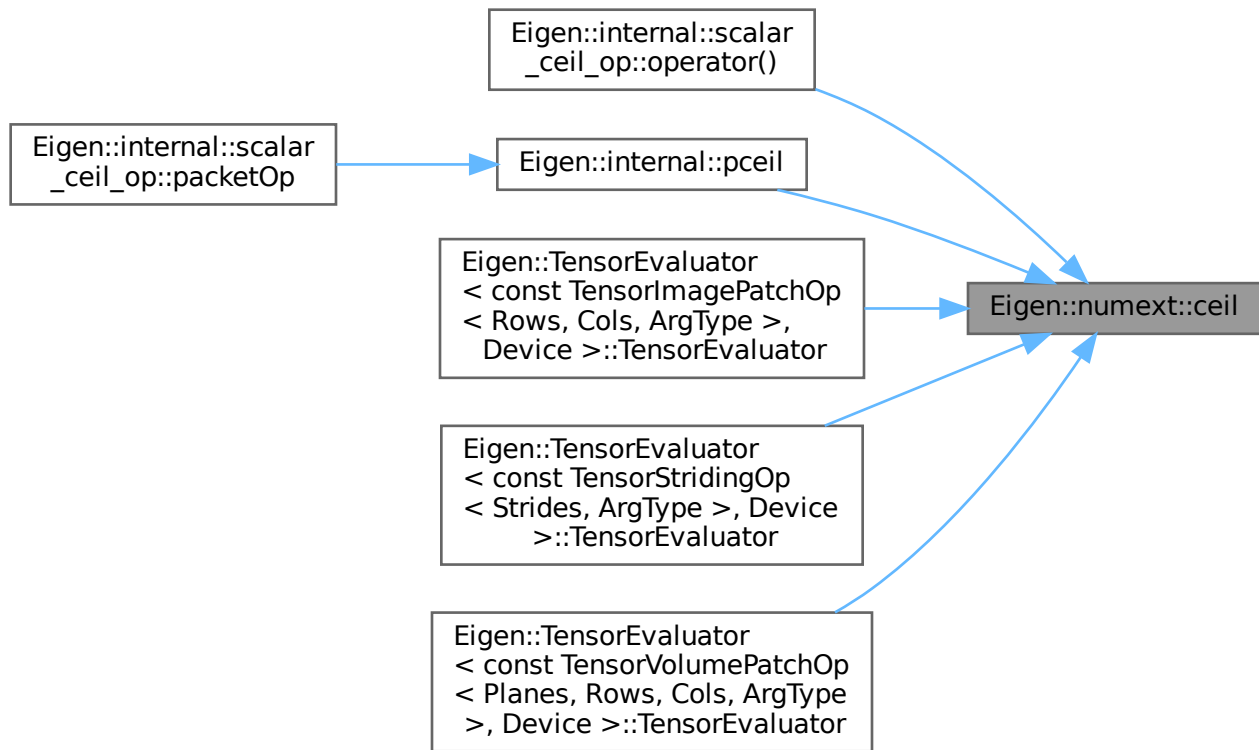 Eigen::internal::scalar
_ceil_op::operator()
Eigen::internal::scalar
_ceil_op::packetOp
Eigen::internal::pceil
Eigen::TensorEvaluator
< const TensorImagePatchOp
< Rows, Cols, ArgType >,
Device >::TensorEvaluator
Eigen::numext::ceil
Eigen::TensorEvaluator
< const TensorStridingOp
< Strides, ArgType >, Device
>::TensorEvaluator
Eigen::TensorEvaluator
< const TensorVolumePatchOp
< Planes, Rows, Cols, ArgType
>, Device >::TensorEvaluator